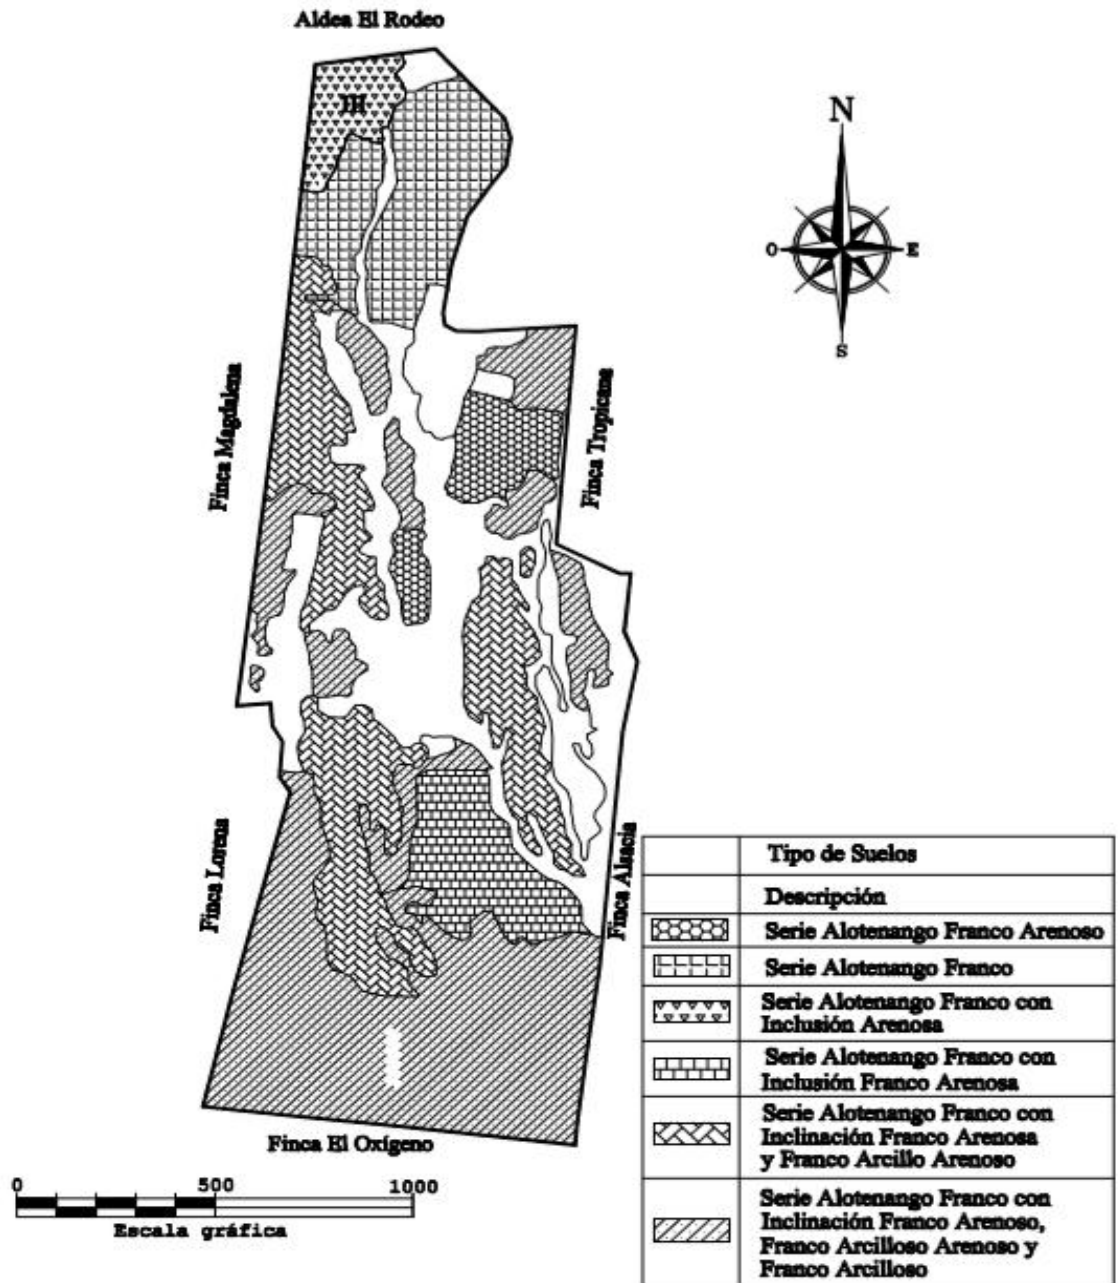 Aldea El Rodeo
III
N
O
E
S
Finca Magdalena
Finca Tropicana
Finca Lorena
Finca Alsacia
Finca El Oxígeno
0 500 1000
Escala gráfica
Tipo de Suelos
Descripción
Serie Alotenango Franco Arenoso
Serie Alotenango Franco
Serie Alotenango Franco con
Inclusión Arenosa
Serie Alotenango Franco con
Inclusión Franco Arenosa
Serie Alotenango Franco con
Inclinación Franco Arenosa
y Franco Arcillo Arenoso
Serie Alotenango Franco con
Inclinación Franco Arenoso,
Franco Arcilloso Arenoso y
Franco Arcilloso